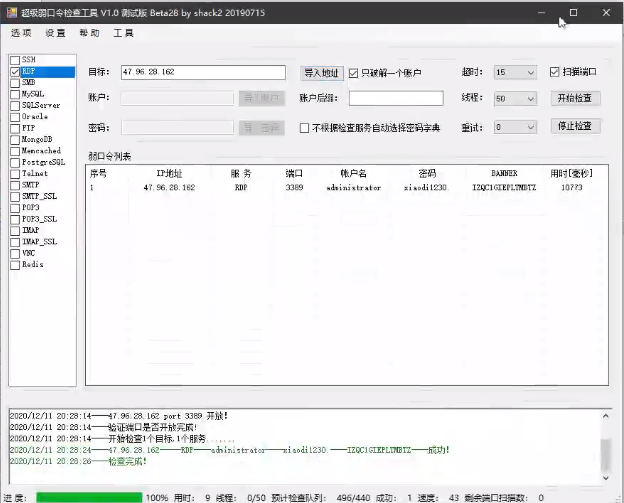 超级弱口令检查工具 V1.0 测试版 Beta28 by shack2 20190715
选项 设置 帮助 工具
SSH
RDP
SMB
MySQL
SQLServer
Oracle
FTP
MongoDB
Memcached
PostgreSQL
Telnet
SMTP
SMTP_SSL
POP3
POP3_SSL
IMAP
IMAP_SSL
VNC
Redis
目标: 47.96.28.162 导入地址 只破解一个账户 超时: 15 扫描端口
账户: 账户后缀: 线程: 50 开始检查
密码: 不根据检查服务自动选择密码字典 重试: 0 停止检查
弱口令列表
序号 IP地址 服务 端口 帐户名 密码 BANNER 用时[毫秒]
1 47.96.28.162 RDP 3389 administrator xiaodi1230. IZQC1GIEPLTMBTZ 10773
2020/12/11 20:28:14——47.96.28.162 port 3389 开放!
2020/12/11 20:28:14——验证端口是否开放完成!
2020/12/11 20:28:14——开始检查1个目标,1个服务.......
2020/12/11 20:28:24——47.96.28.162——RDP——administrator——xiaodi1230.——IZQC1GIEPLTMBTZ——成功!
2020/12/11 20:28:26——检查完成!
进度: 100% 用时: 9 线程: 0/50 预计检查队列: 496/440 成功: 1 速度: 43 剩余端口扫描数: 0